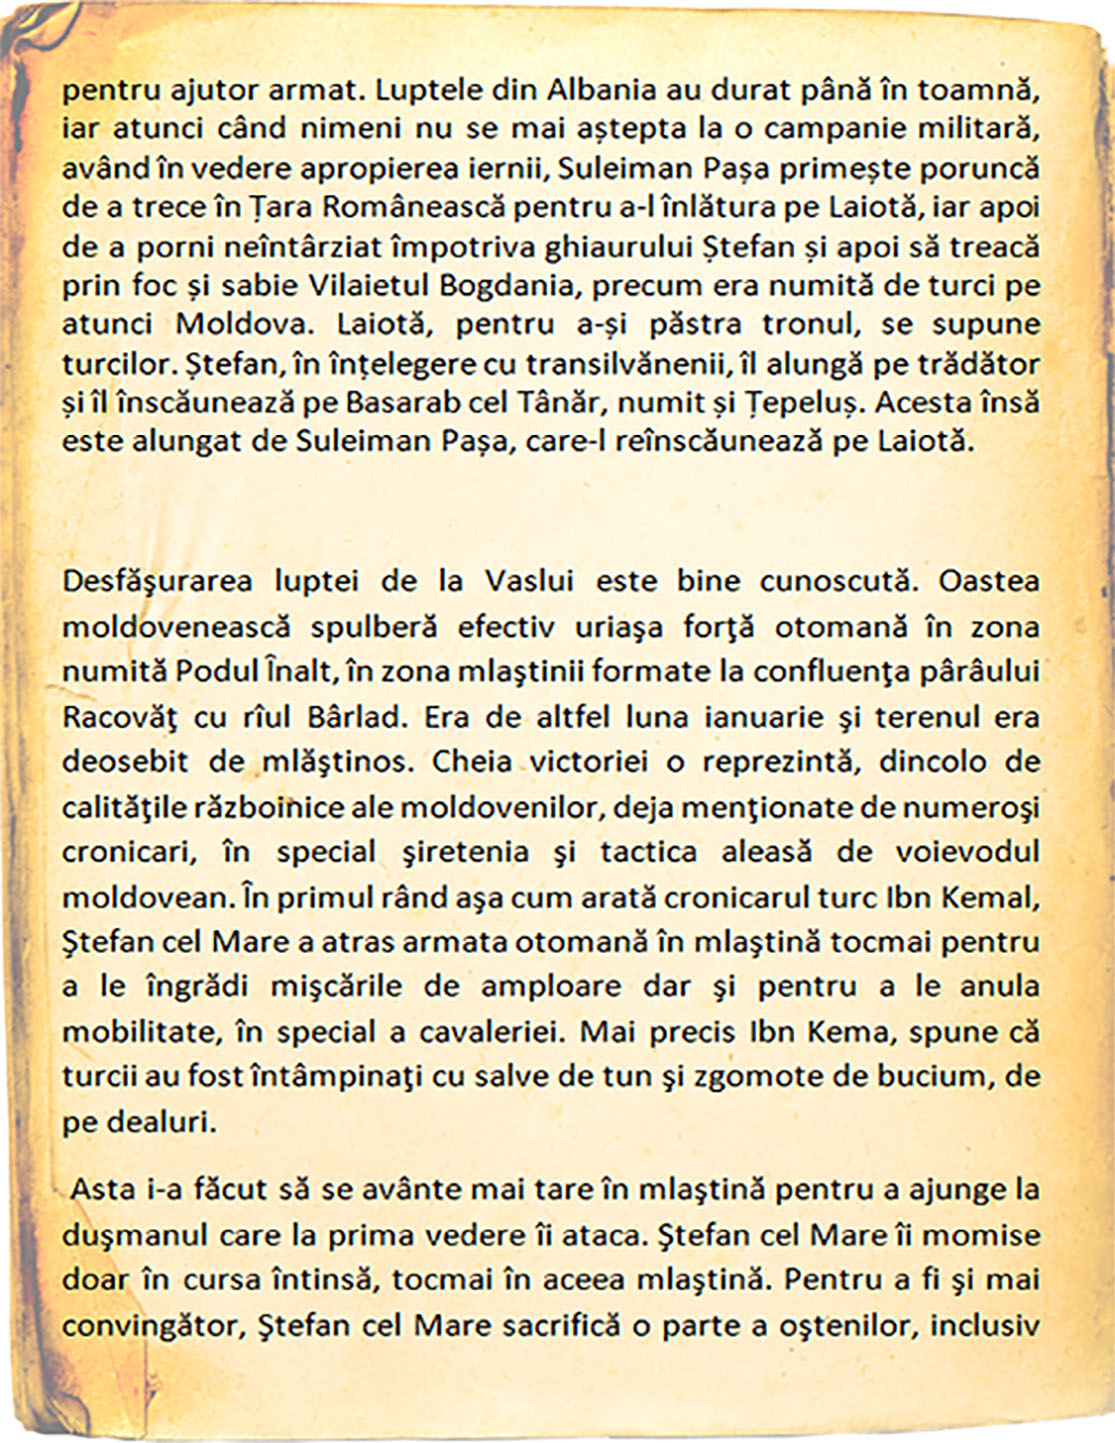 pentru ajutor armat. Luptele din Albania au durat până în toamnă,
iar atunci când nimeni nu se mai aștepta la o campanie militară,
având în vedere apropierea iernii, Suleiman Pașa primește poruncă
de a trece în Țara Românească pentru a-l înlătura pe Laiotă, iar apoi
de a porni neîntârziat împotriva ghiaurului Ștefan și apoi să treacă
prin foc și sabie Vilaietul Bogdania, precum era numită de turci pe
atunci Moldova. Laiotă, pentru a-și păstra tronul, se supune
turcilor. Ștefan, în înțelegere cu transilvănenii, îl alungă pe trădător
și îl înscăunează pe Basarab cel Tânăr, numit și Țepeluș. Acesta însă
este alungat de Suleiman Pașa, care-l reînscăunează pe Laiotă.
Desfăşurarea luptei de la Vaslui este bine cunoscută. Oastea
moldovenească spulberă efectiv uriaşa forţă otomană în zona
numită Podul Înalt, în zona mlaştinii formate la confluenţa pârâului
Racovăţ cu rîul Bârlad. Era de altfel luna ianuarie şi terenul era
deosebit de mlăştinos. Cheia victoriei o reprezintă, dincolo de
calităţile războinice ale moldovenilor, deja menţionate de numeroşi
cronicari, în special şiretenia şi tactica aleasă de voievodul
moldovean. În primul rând aşa cum arată cronicarul turc Ibn Kemal,
Ştefan cel Mare a atras armata otomană în mlaştină tocmai pentru
a le îngrădi mişcările de amploare dar şi pentru a le anula
mobilitate, în special a cavaleriei. Mai precis Ibn Kema, spune că
turcii au fost întâmpinaţi cu salve de tun şi zgomote de bucium, de
pe dealuri.
Asta i-a făcut să se avânte mai tare în mlaştină pentru a ajunge la
duşmanul care la prima vedere îi ataca. Ştefan cel Mare îi momise
doar în cursa întinsă, tocmai în aceea mlaştină. Pentru a fi şi mai
convingător, Ştefan cel Mare sacrifică o parte a oştenilor, inclusiv